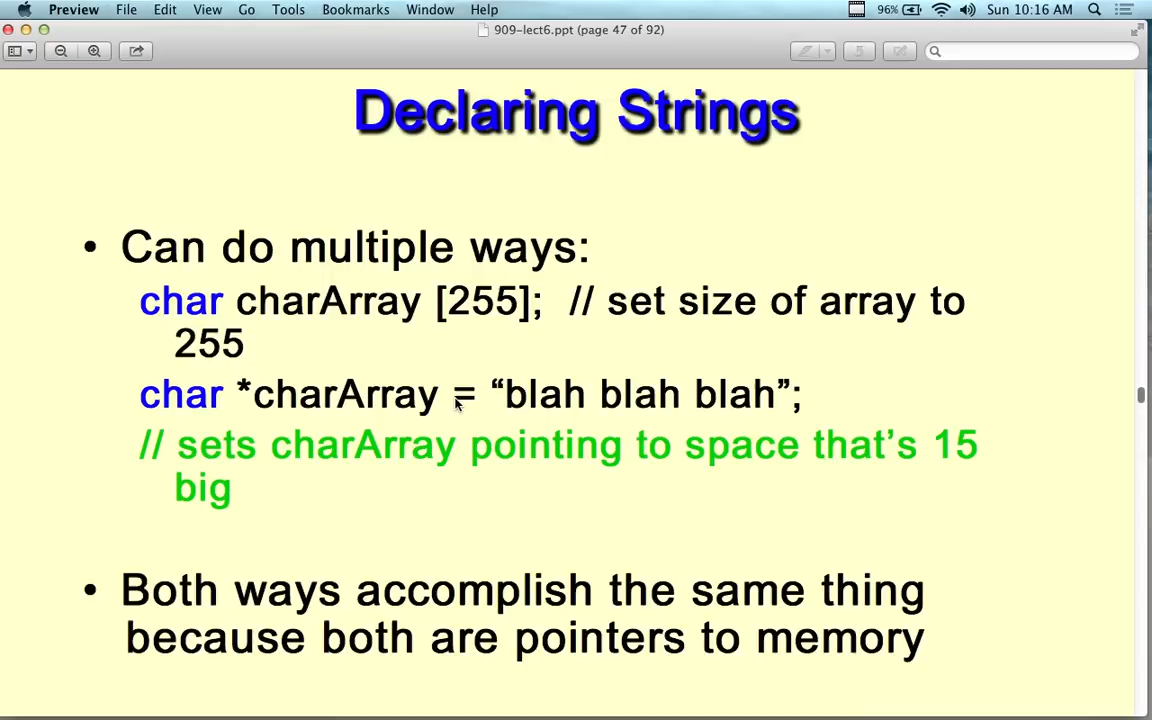 Preview File Edit View Go Tools Bookmarks Window Help 96% Sun 10:16 AM
909-lect6.ppt (page 47 of 92)
Declaring Strings
• Can do multiple ways:
char charArray [255]; // set size of array to
255
char *charArray = “blah blah blah”;
// sets charArray pointing to space that’s 15
big
• Both ways accomplish the same thing
because both are pointers to memory